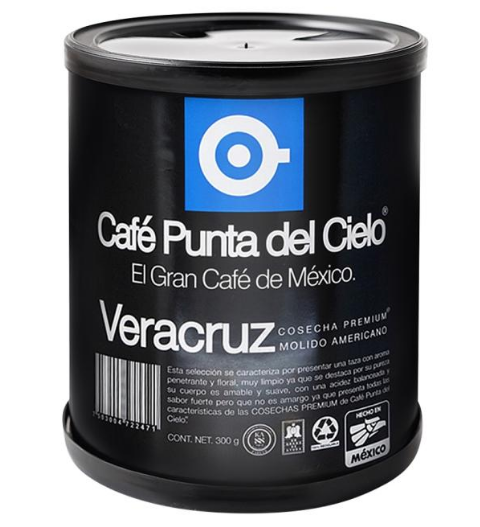 Café Punta del Cielo®
El Gran Café de México.
Veracruz
COSECHA PREMIUM®
MOLIDO AMERICANO
Esta selección se caracteriza por presentar una taza con aroma
penetrante y floral, muy limpio ya que se destaca por su pureza
su cuerpo es amable y suave, con una acidez balanceada y
sabor fuerte pero que no es amargo ya que presenta todas las
características de las COSECHAS PREMIUM de Café Punta del
Cielo®
CONT. NET. 300 g
HECHO EN
MÉXICO